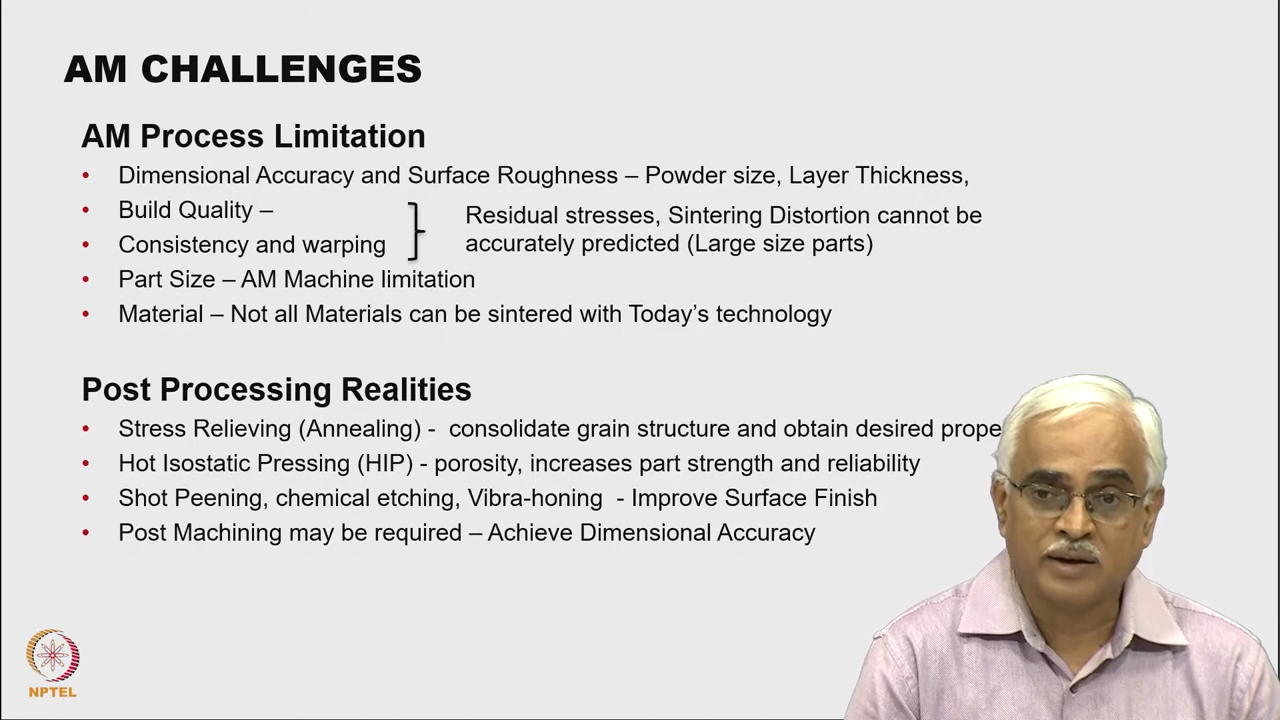 AM CHALLENGES
AM Process Limitation
• Dimensional Accuracy and Surface Roughness – Powder size, Layer Thickness,
• Build Quality –
• Consistency and warping
Residual stresses, Sintering Distortion cannot be
accurately predicted (Large size parts)
• Part Size – AM Machine limitation
• Material – Not all Materials can be sintered with Today’s technology
Post Processing Realities
• Stress Relieving (Annealing) - consolidate grain structure and obtain desired prope
• Hot Isostatic Pressing (HIP) - porosity, increases part strength and reliability
• Shot Peening, chemical etching, Vibra-honing - Improve Surface Finish
• Post Machining may be required – Achieve Dimensional Accuracy
NPTEL